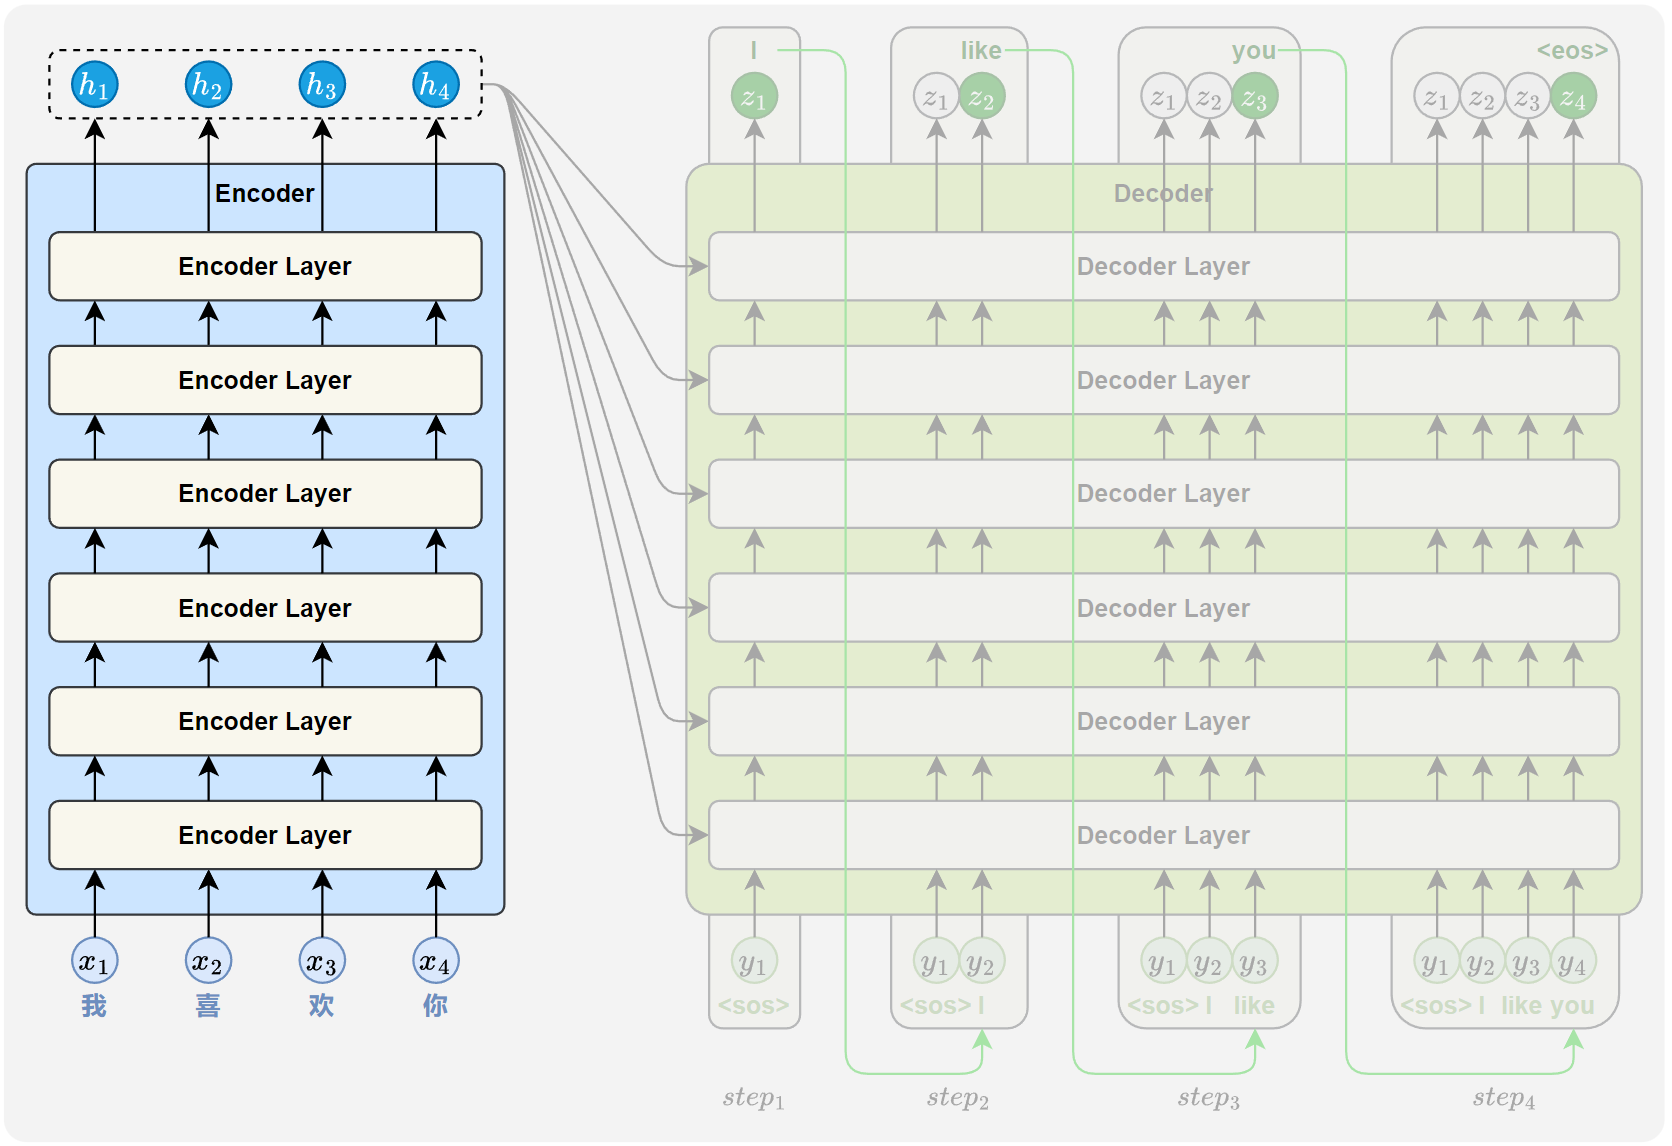 h₁ h₂ h₃ h₄
Encoder
Encoder Layer
Encoder Layer
Encoder Layer
Encoder Layer
Encoder Layer
Encoder Layer
x₁ x₂ x₃ x₄
我 喜 欢 你
I like you <eos>
z₁ z₁ z₂ z₁ z₂ z₃ z₁ z₂ z₃ z₄
Decoder
Decoder Layer
Decoder Layer
Decoder Layer
Decoder Layer
Decoder Layer
Decoder Layer
y₁ y₁ y₂ y₁ y₂ y₃ y₁ y₂ y₃ y₄
<sos> <sos> I <sos> I like <sos> I like you
step₁ step₂ step₃ step₄